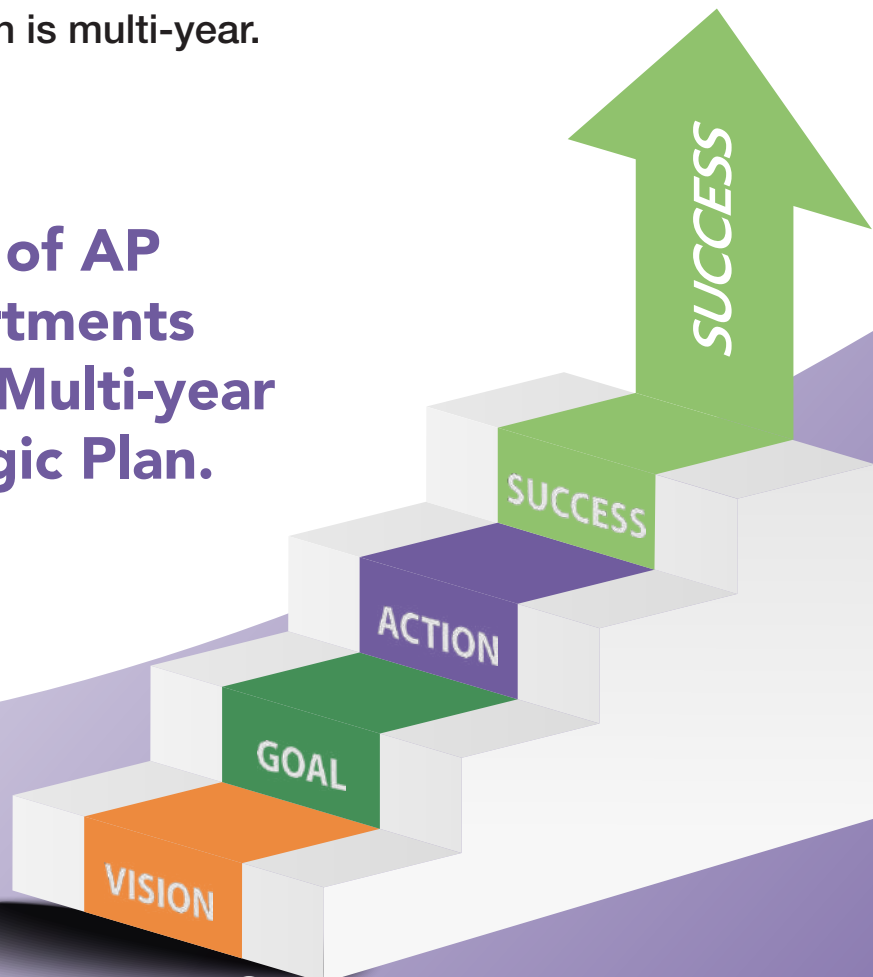 n is multi-year.
of AP
rtments
Multi-year
gic Plan.
SUCCESS
SUCCESS
ACTION
GOAL
VISION